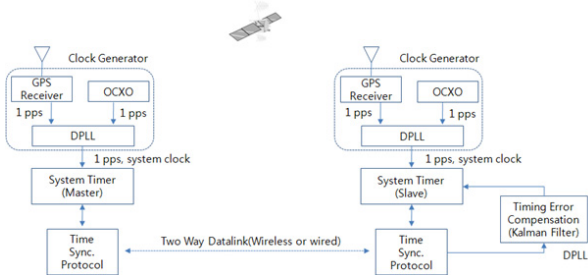 Clock Generator
GPS
Receiver
OCXO
1 pps
1 pps
DPLL
1 pps, system clock
System Timer
(Master)
Time
Sync.
Protocol
Two Way Datalink(Wireless or wired)
Clock Generator
GPS
Receiver
OCXO
1 pps
1 pps
DPLL
1 pps, system clock
System Timer
(Slave)
Time
Sync.
Protocol
Timing Error
Compensation
(Kalman Filter)
DPLL